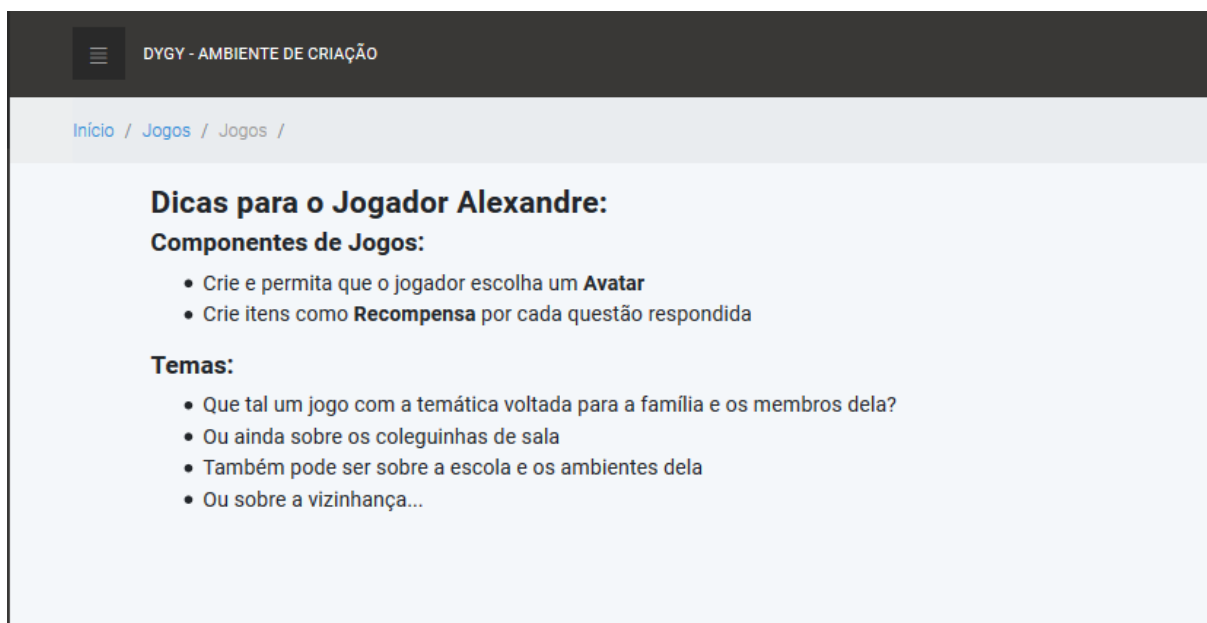 DYGY - AMBIENTE DE CRIAÇÃO
Início / Jogos / Jogos /
Dicas para o Jogador Alexandre:
Componentes de Jogos:
• Crie e permita que o jogador escolha um Avatar
• Crie itens como Recompensa por cada questão respondida
Temas:
• Que tal um jogo com a temática voltada para a família e os membros dela?
• Ou ainda sobre os coleguinhas de sala
• Também pode ser sobre a escola e os ambientes dela
• Ou sobre a vizinhança...